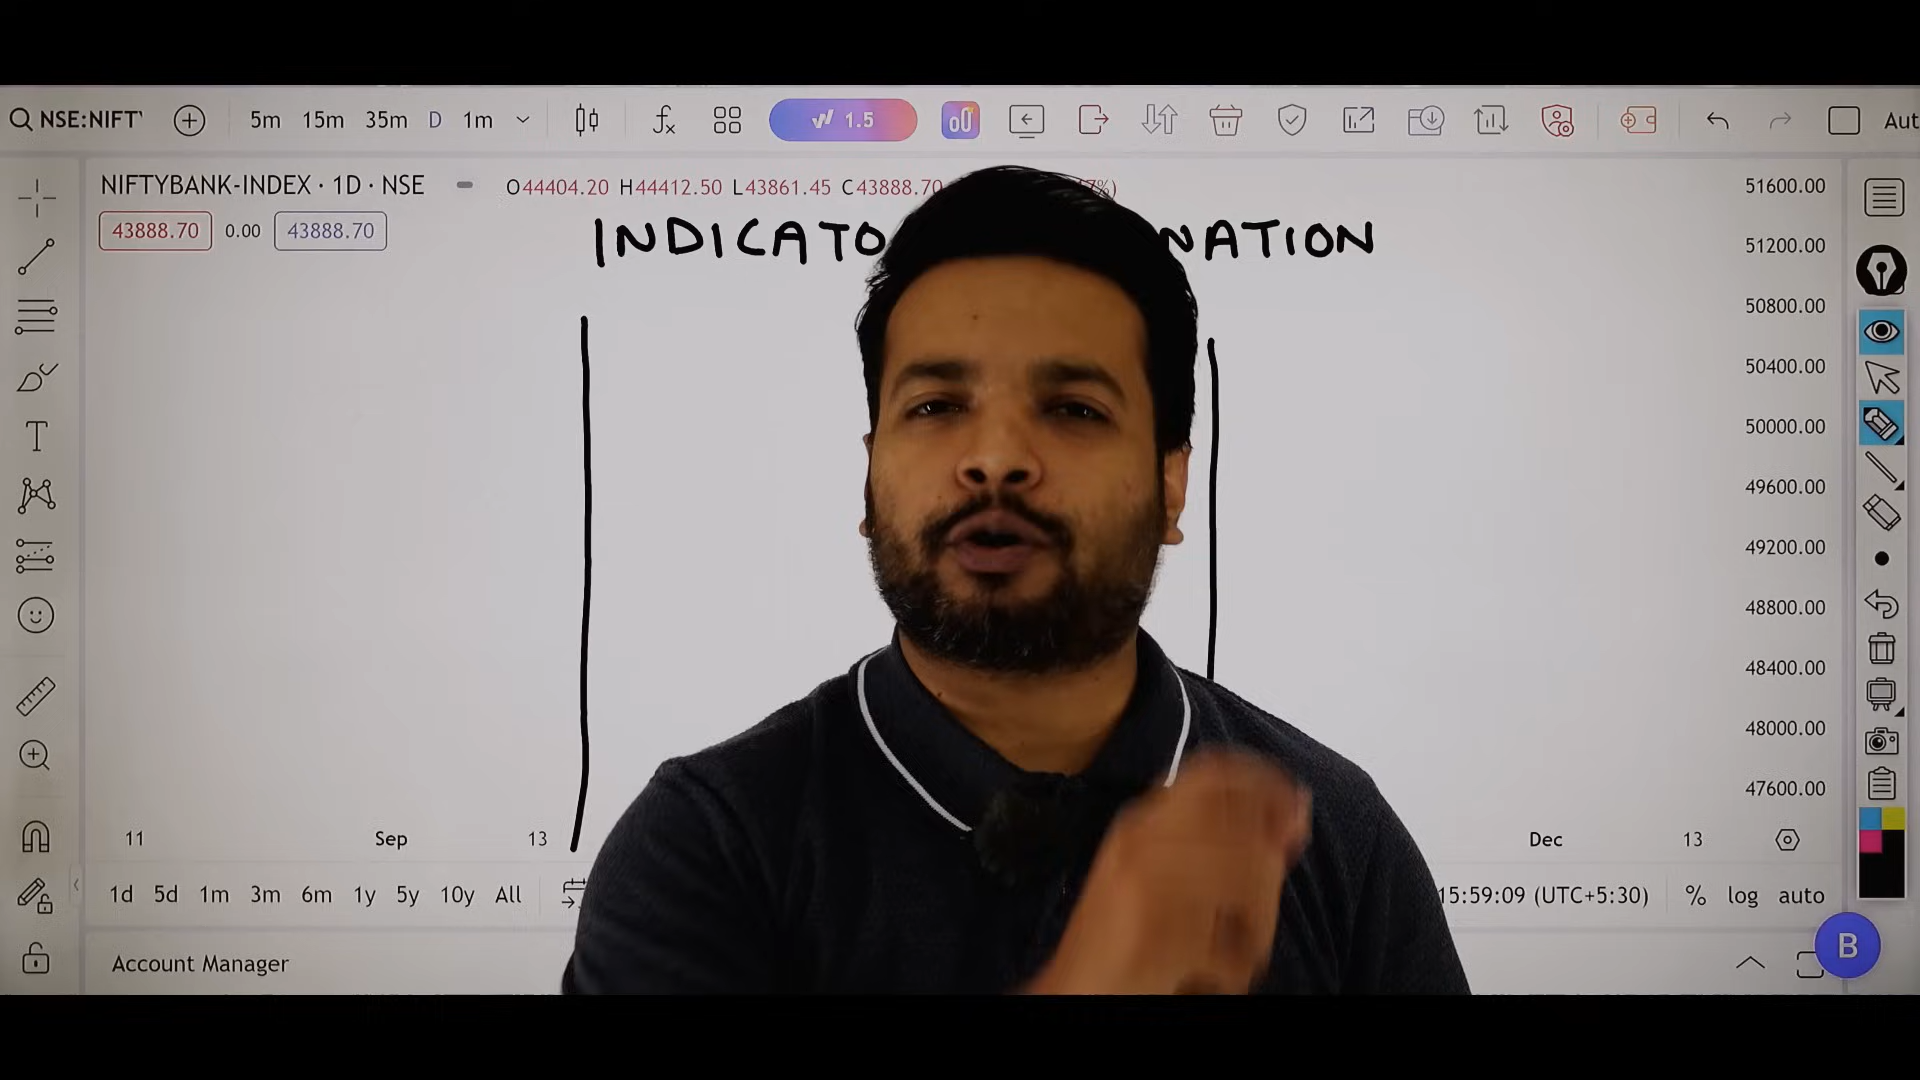 NSE:NIFT
5m 15m 35m D 1m 1.5 Aut
NIFTYBANK-INDEX · 1D · NSE O44404.20 H44412.50 L43861.45 C43888.70 %)
43888.70 0.00 43888.70
INDICATO NATION
51600.00
51200.00
50800.00
50400.00
50000.00
49600.00
49200.00
48800.00
48400.00
48000.00
47600.00
11 Sep 13 Dec 13
1d 5d 1m 3m 6m 1y 5y 10y All 15:59:09 (UTC+5:30) % log auto
Account Manager
B